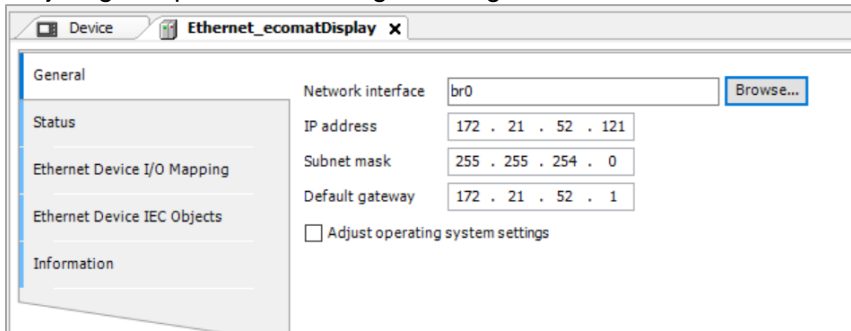 Device
Ethernet_ecomatDisplay x
General
Status
Ethernet Device I/O Mapping
Ethernet Device IEC Objects
Information
Network interface br0 Browse...
IP address 172 . 21 . 52 . 121
Subnet mask 255 . 255 . 254 . 0
Default gateway 172 . 21 . 52 . 1
Adjust operating system settings